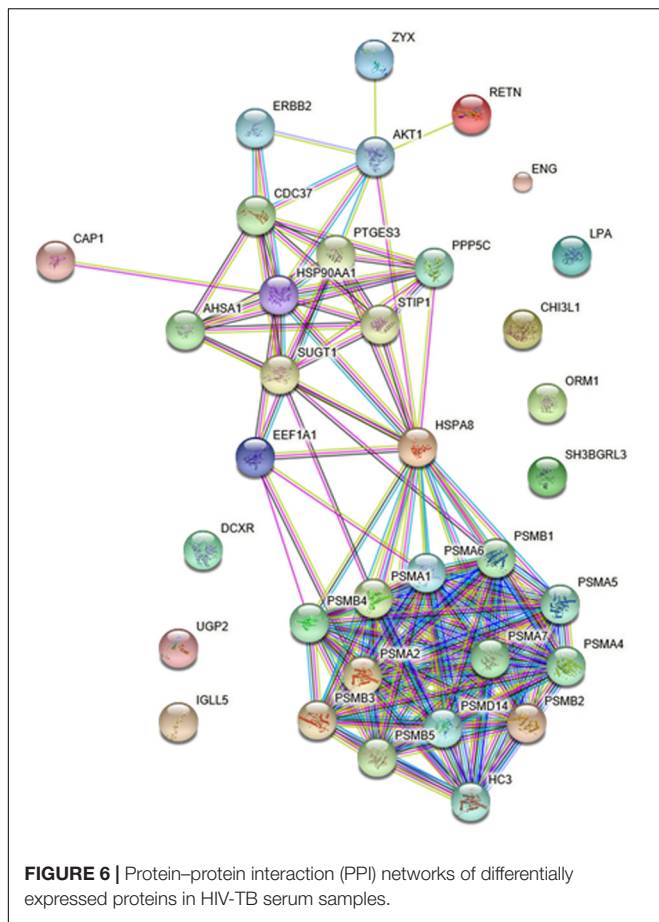 ZYX
RETN
ERBB2
AKT1
ENG
CDC37
PTGES3
PPP5C
LPA
CAP1
HSP90AA1
STIP1
AHSA1
CHI3L1
SUGT1
ORM1
EEF1A1
HSPA8
SH3BGRL3
DCXR
PSMB1
PSMA6
PSMA1
PSMA5
PSMB4
UGP2
PSMA7
PSMA2
PSMA4
IGLL5
PSMB3
PSMD14
PSMB2
PSMB5
HC3
FIGURE 6 | Protein–protein interaction (PPI) networks of differentially
expressed proteins in HIV-TB serum samples.